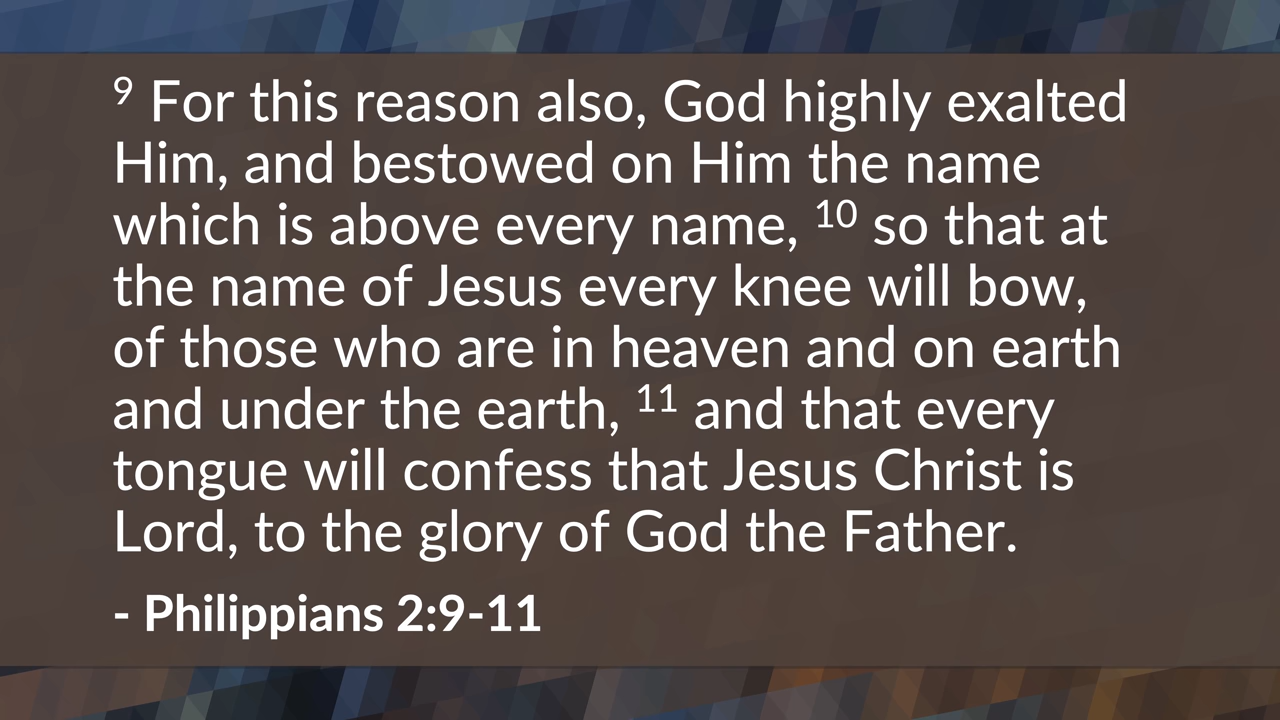 9 For this reason also, God highly exalted
Him, and bestowed on Him the name
which is above every name, 10 so that at
the name of Jesus every knee will bow,
of those who are in heaven and on earth
and under the earth, 11 and that every
tongue will confess that Jesus Christ is
Lord, to the glory of God the Father.
- Philippians 2:9-11